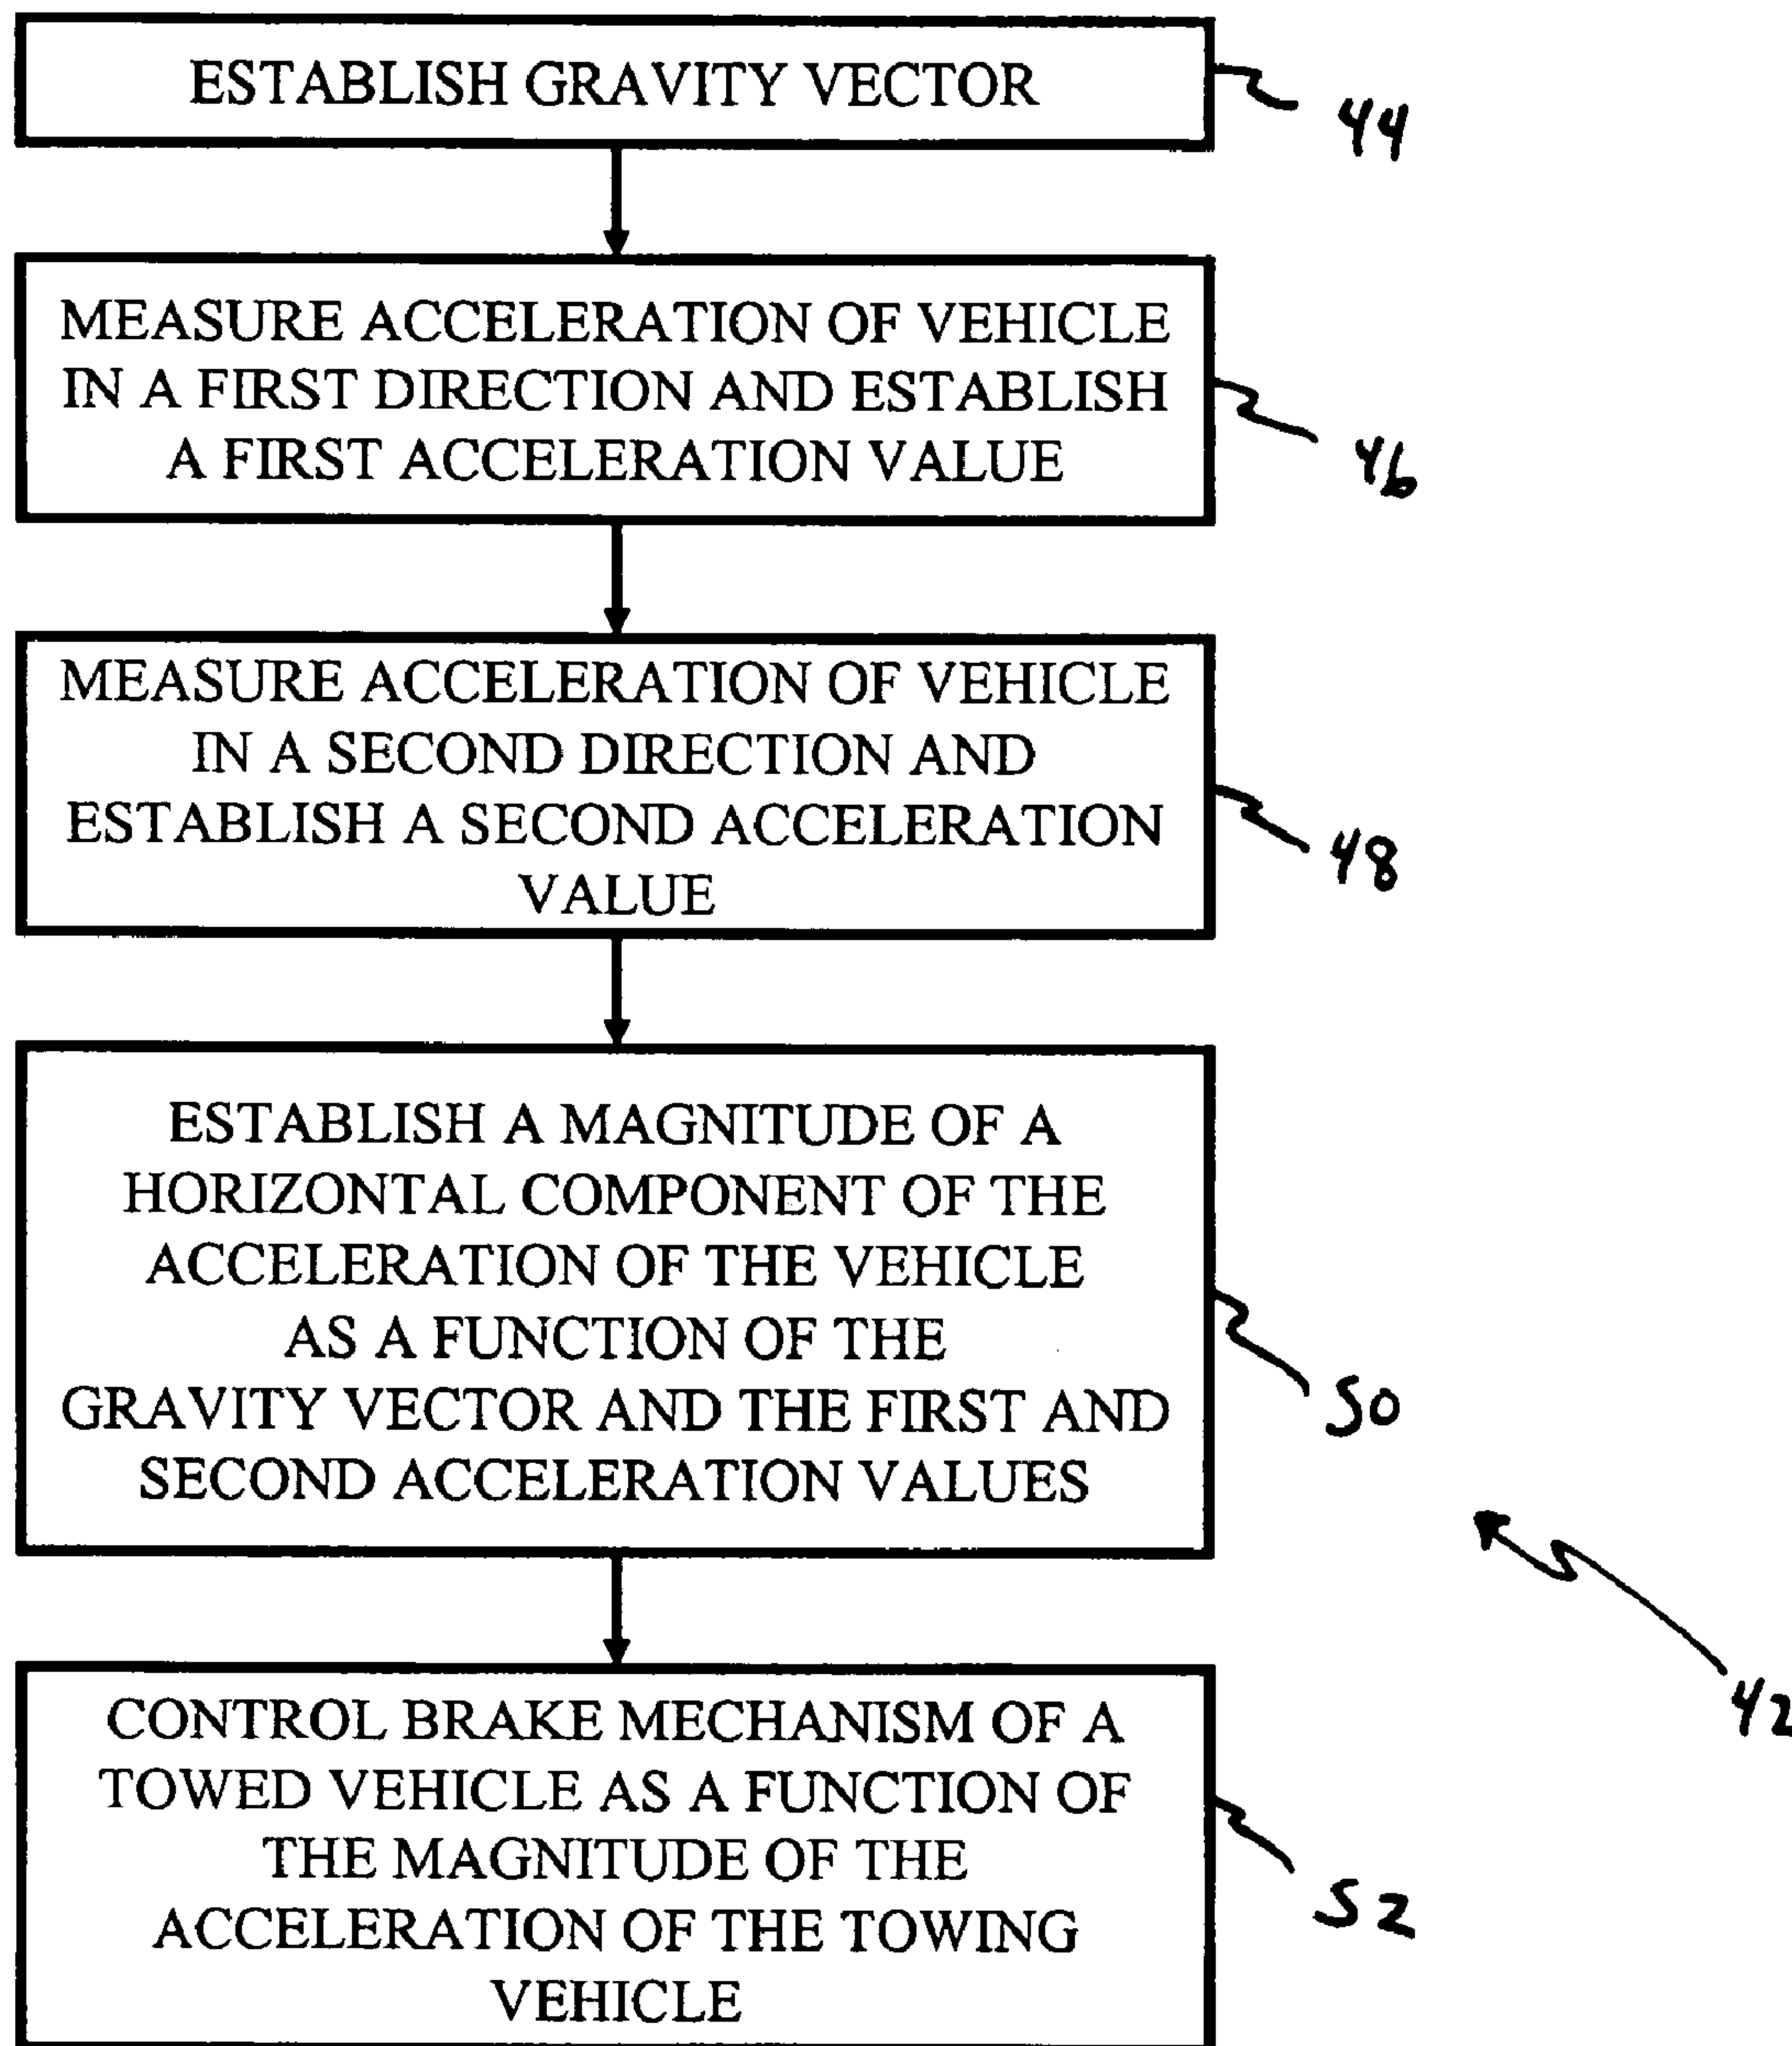 ESTABLISH GRAVITY VECTOR
44
MEASURE ACCELERATION OF VEHICLE
IN A FIRST DIRECTION AND ESTABLISH
A FIRST ACCELERATION VALUE
46
MEASURE ACCELERATION OF VEHICLE
IN A SECOND DIRECTION AND
ESTABLISH A SECOND ACCELERATION
VALUE
48
ESTABLISH A MAGNITUDE OF A
HORIZONTAL COMPONENT OF THE
ACCELERATION OF THE VEHICLE
AS A FUNCTION OF THE
GRAVITY VECTOR AND THE FIRST AND
SECOND ACCELERATION VALUES
50
42
CONTROL BRAKE MECHANISM OF A
TOWED VEHICLE AS A FUNCTION OF
THE MAGNITUDE OF THE
ACCELERATION OF THE TOWING
VEHICLE
52